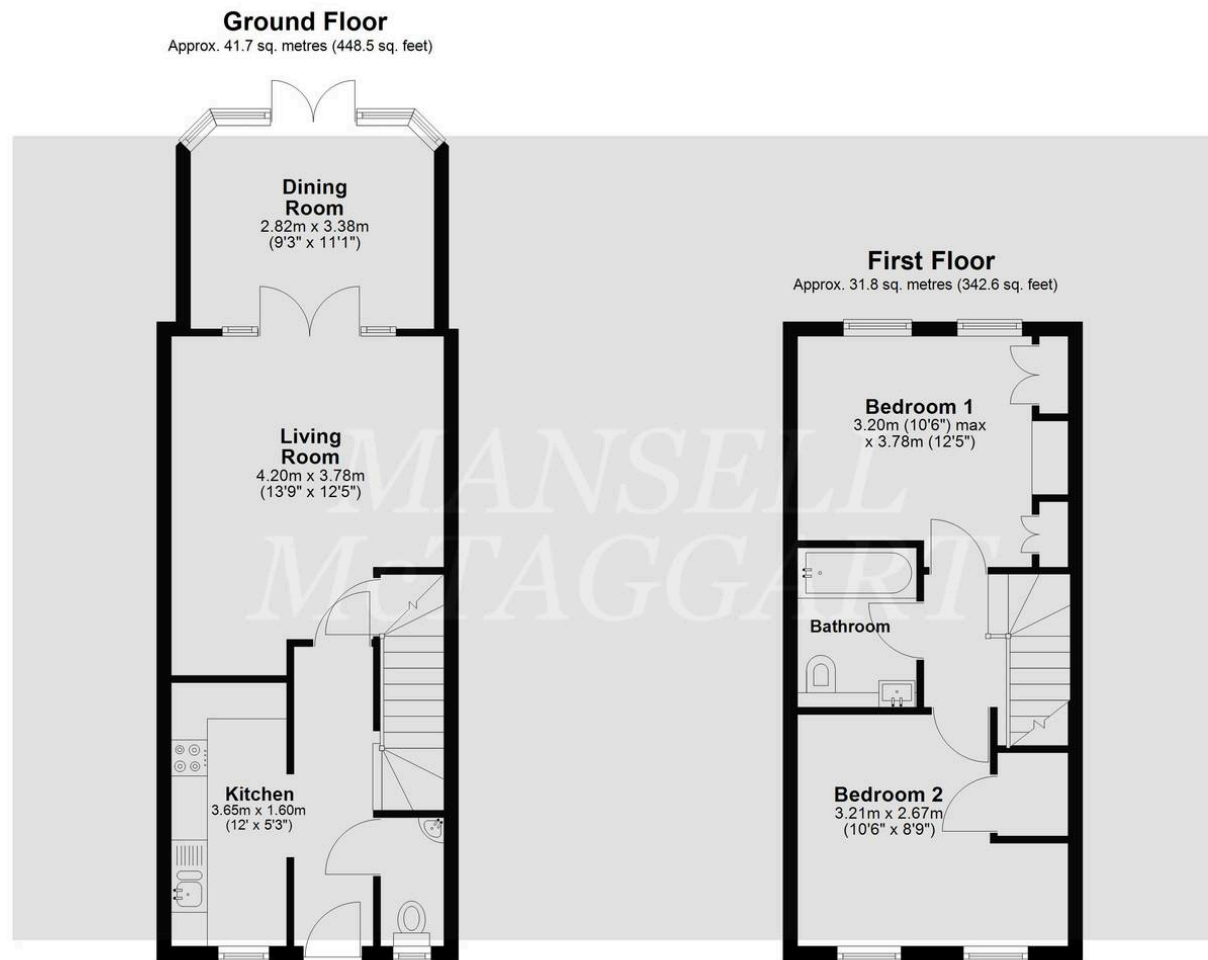 Ground Floor
Approx. 41.7 sq. metres (448.5 sq. feet)
Dining
Room
2.82m x 3.38m
(9'3" x 11'1")
Living
Room
4.20m x 3.78m
(13'9" x 12'5")
Kitchen
3.65m x 1.60m
(12' x 5'3")
First Floor
Approx. 31.8 sq. metres (342.6 sq. feet)
Bedroom 1
3.20m (10'6") max
x 3.78m (12'5")
Bathroom
Bedroom 2
3.21m x 2.67m
(10'6" x 8'9")
MANSELL
McTAGGART